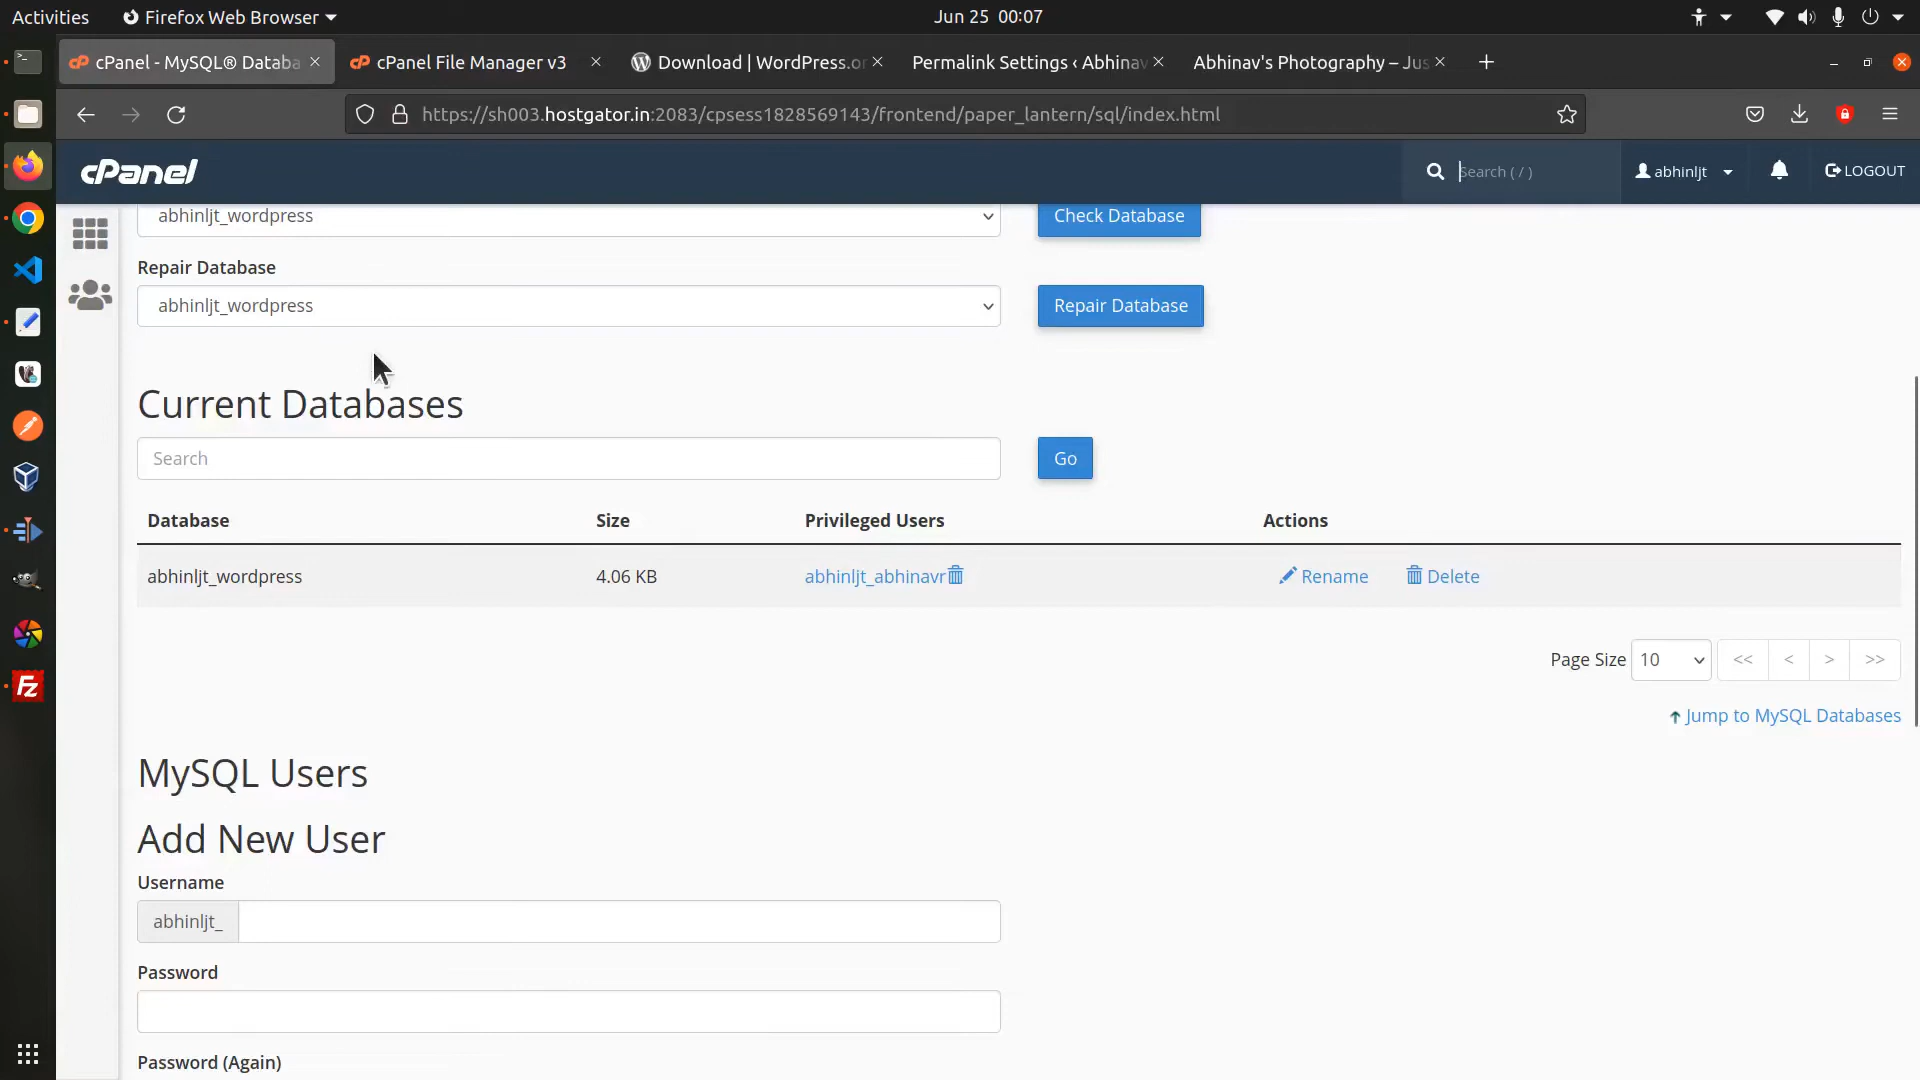 Activities
Firefox Web Browser
Jun 25 00:07
cPanel - MySQL® Databa
cPanel File Manager v3
Download | WordPress.or
Permalink Settings ‹ Abhinav
Abhinav's Photography – Jus
https://sh003.hostgator.in:2083/cpsess1828569143/frontend/paper_lantern/sql/index.html
cPanel
Search ( / )
abhinljt
LOGOUT
abhinljt_wordpress
Check Database
Repair Database
abhinljt_wordpress
Repair Database
Current Databases
Search
Go
Database Size Privileged Users Actions
abhinljt_wordpress 4.06 KB abhinljt_abhinavr Rename Delete
Page Size 10 << < > >>
Jump to MySQL Databases
MySQL Users
Add New User
Username
abhinljt_
Password
Password (Again)